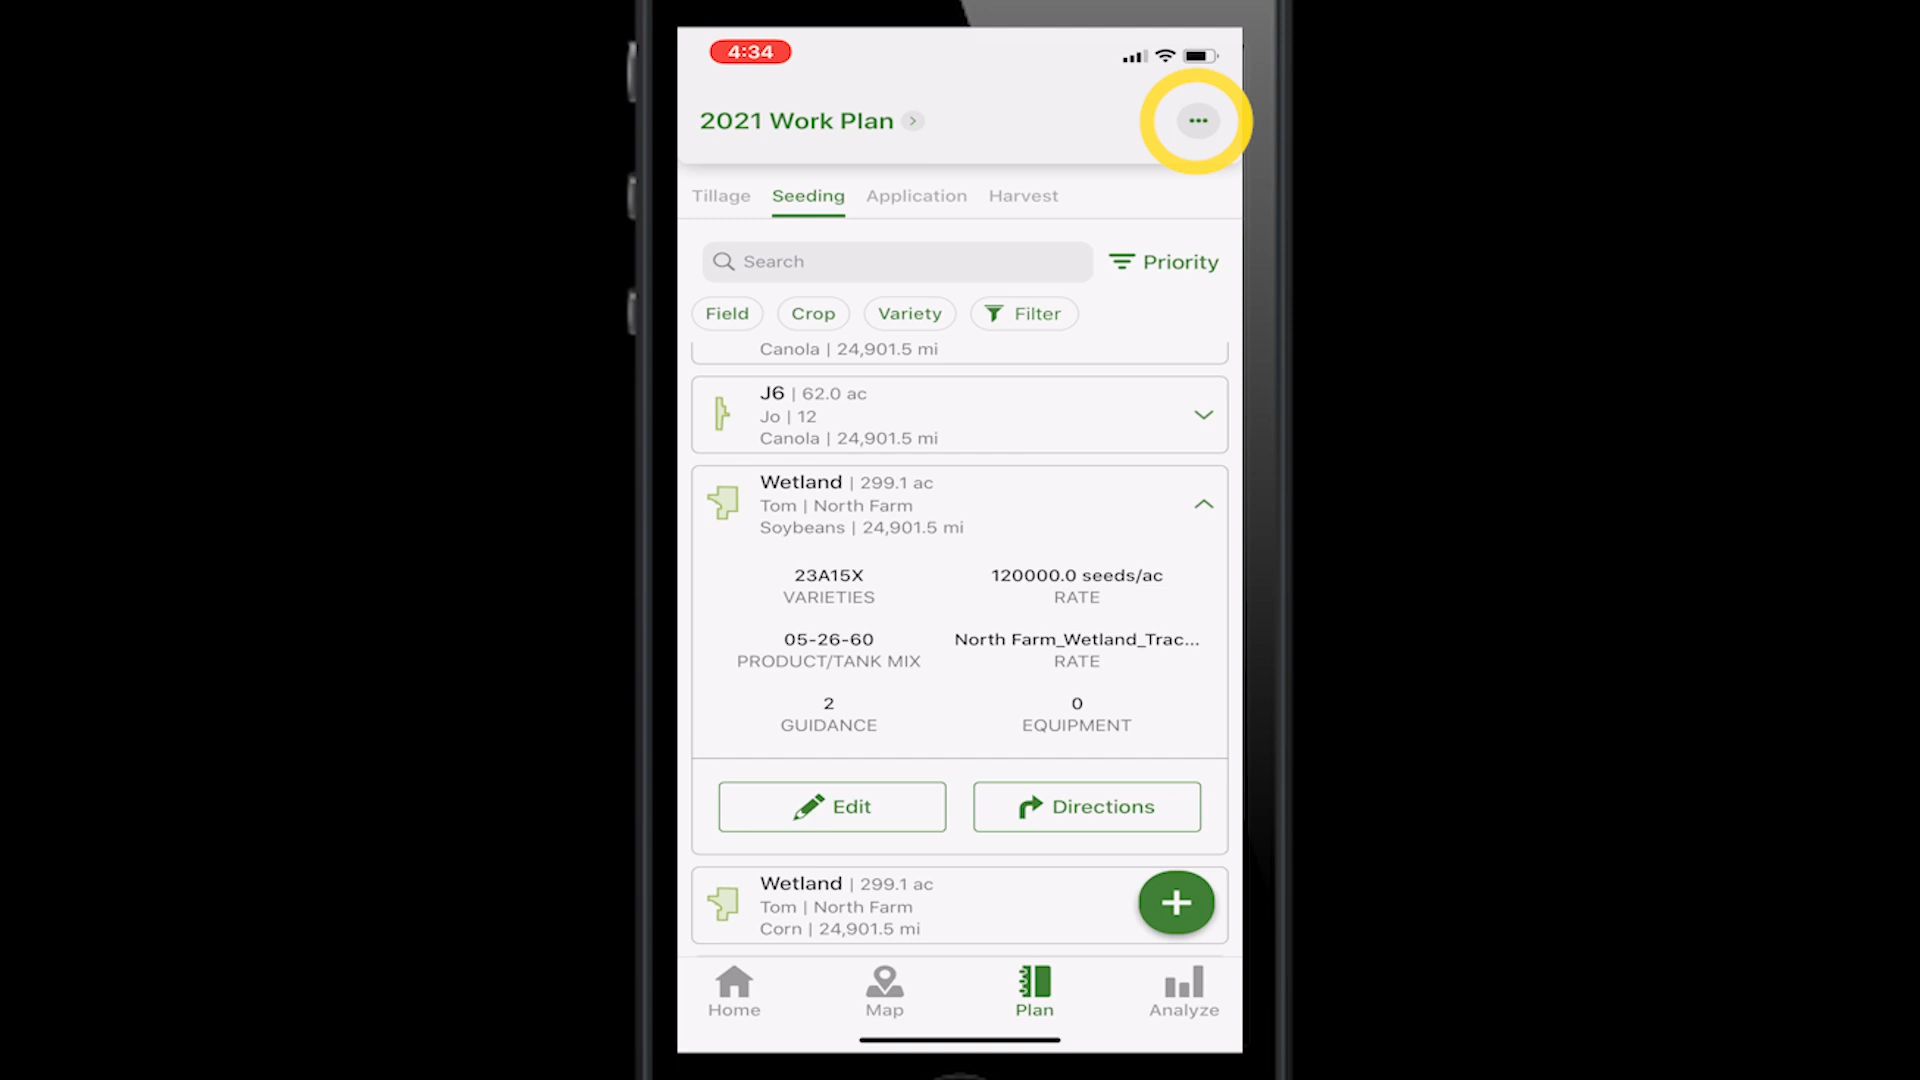 4:34
2021 Work Plan
Tillage Seeding Application Harvest
Search Priority
Field Crop Variety Filter
Canola | 24,901.5 mi
J6 | 62.0 ac
Jo | 12
Canola | 24,901.5 mi
Wetland | 299.1 ac
Tom | North Farm
Soybeans | 24,901.5 mi
23A15X 120000.0 seeds/ac
VARIETIES RATE
05-26-60 North Farm_Wetland_Trac...
PRODUCT/TANK MIX RATE
2 0
GUIDANCE EQUIPMENT
Edit Directions
Wetland | 299.1 ac
Tom | North Farm
Corn | 24,901.5 mi
Home Map Plan Analyze